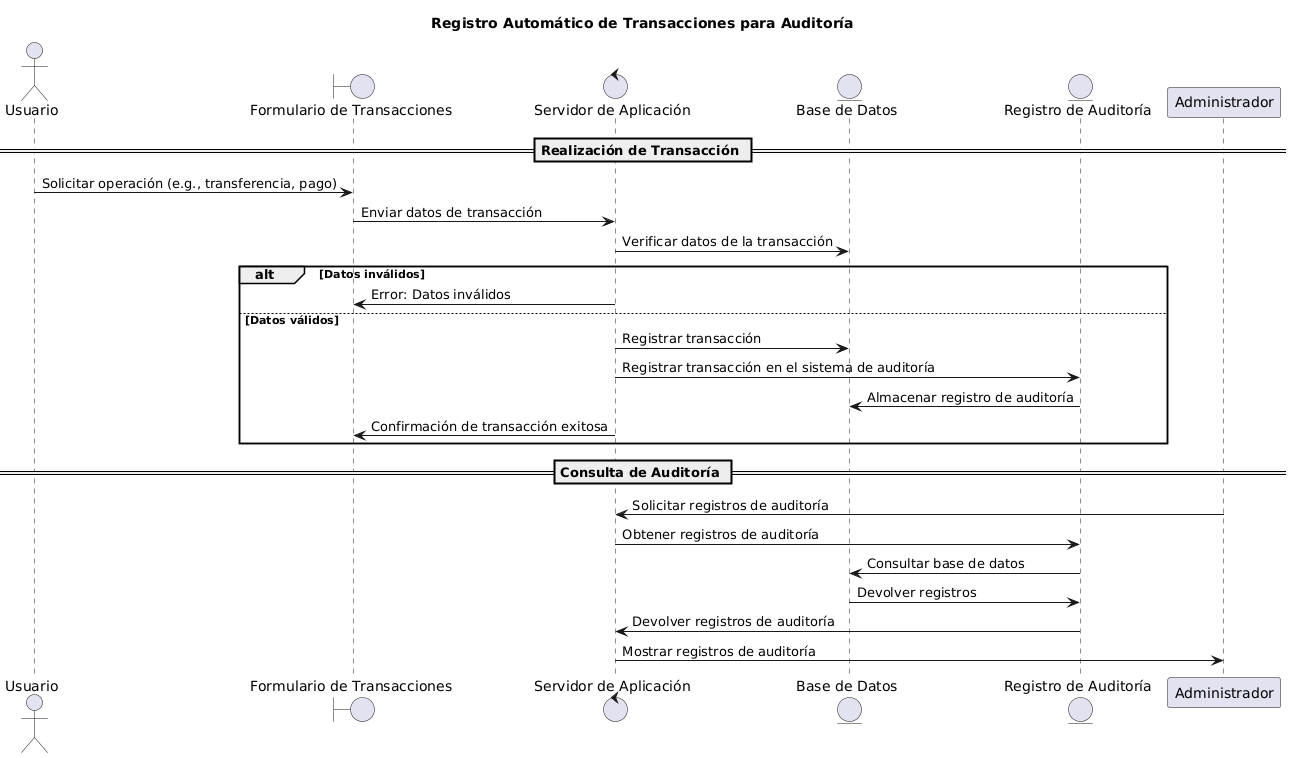 Registro Automático de Transacciones para Auditoría
Usuario
Formulario de Transacciones
Servidor de Aplicación
Base de Datos
Registro de Auditoría
Administrador
Realización de Transacción
Solicitar operación (e.g., transferencia, pago)
Enviar datos de transacción
Verificar datos de la transacción
alt
[Datos inválidos]
Error: Datos inválidos
[Datos válidos]
Registrar transacción
Registrar transacción en el sistema de auditoría
Almacenar registro de auditoría
Confirmación de transacción exitosa
Consulta de Auditoría
Solicitar registros de auditoría
Obtener registros de auditoría
Consultar base de datos
Devolver registros
Devolver registros de auditoría
Mostrar registros de auditoría
Usuario
Formulario de Transacciones
Servidor de Aplicación
Base de Datos
Registro de Auditoría
Administrador